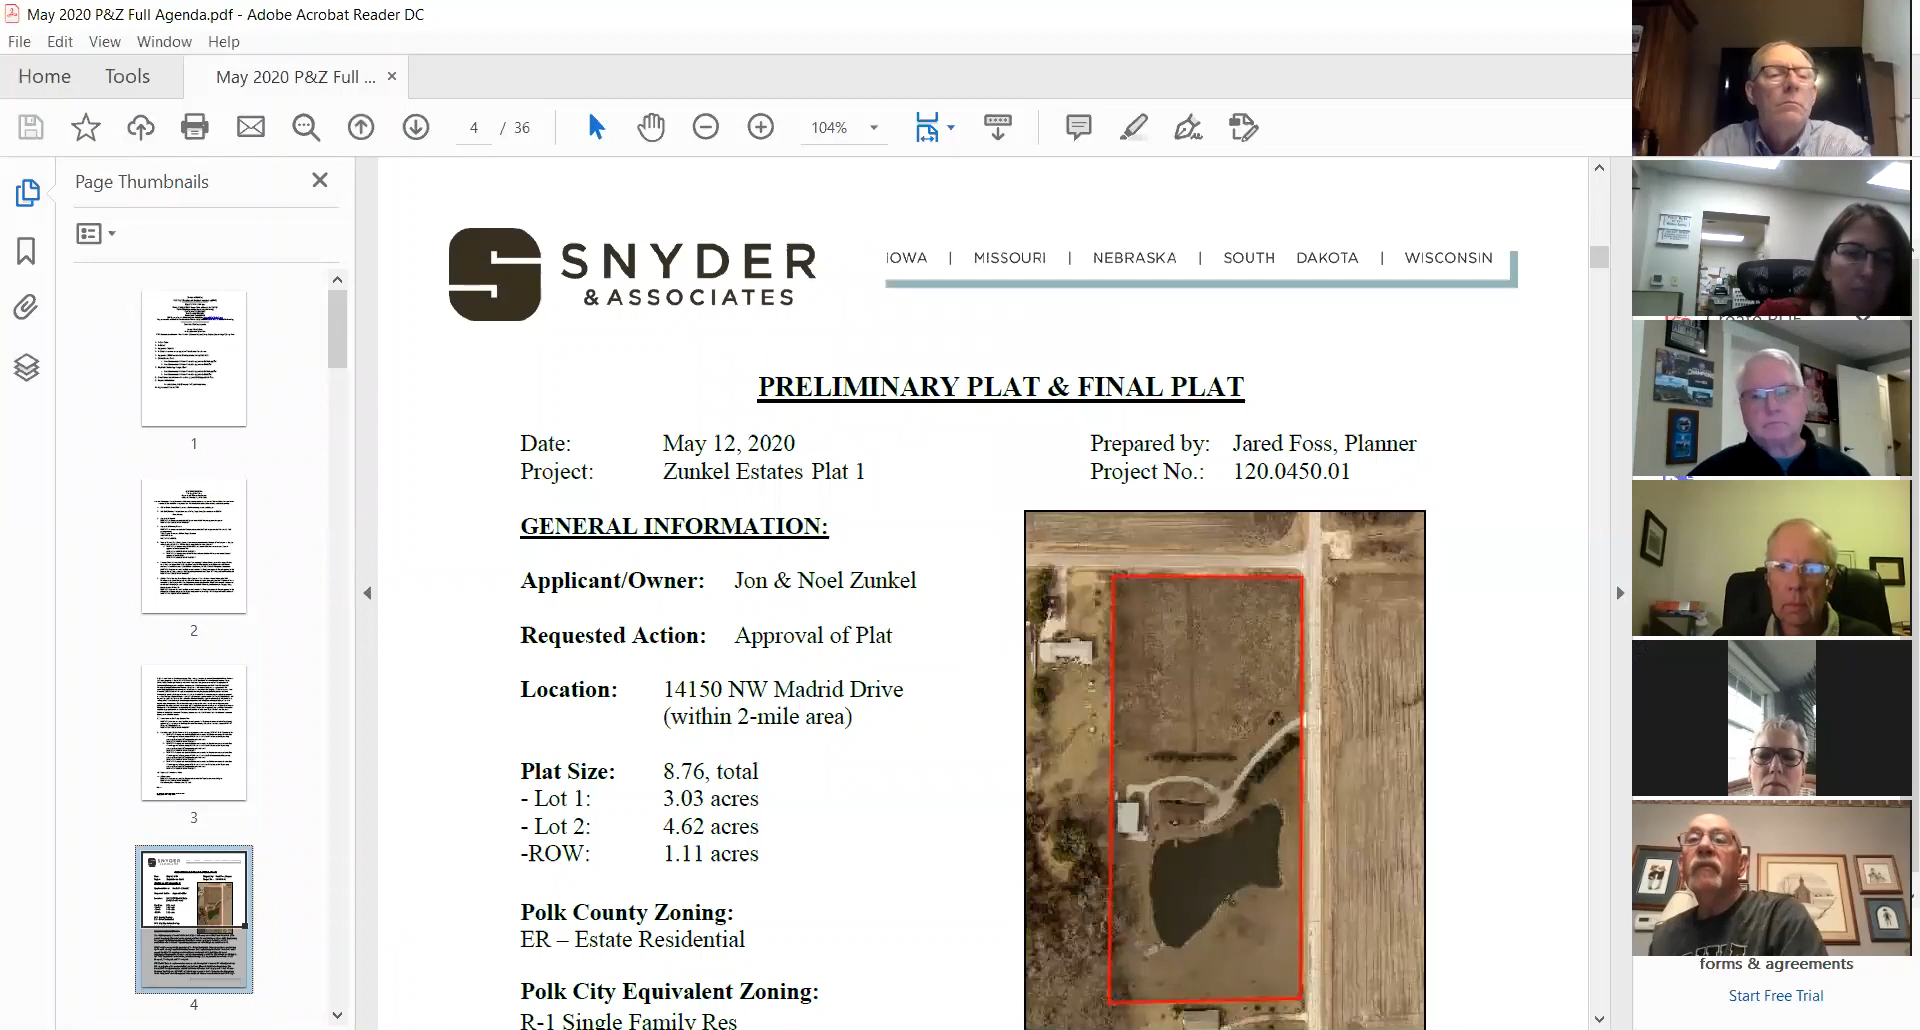 May 2020 P&Z Full Agenda.pdf - Adobe Acrobat Reader DC
File Edit View Window Help
Home Tools May 2020 P&Z Full ... ×
4 / 36 104%
Page Thumbnails
1
2
3
4
SNYDER
& ASSOCIATES
IOWA | MISSOURI | NEBRASKA | SOUTH DAKOTA | WISCONSIN
PRELIMINARY PLAT & FINAL PLAT
Date: May 12, 2020 Prepared by: Jared Foss, Planner
Project: Zunkel Estates Plat 1 Project No.: 120.0450.01
GENERAL INFORMATION:
Applicant/Owner: Jon & Noel Zunkel
Requested Action: Approval of Plat
Location: 14150 NW Madrid Drive
(within 2-mile area)
Plat Size: 8.76, total
- Lot 1: 3.03 acres
- Lot 2: 4.62 acres
-ROW: 1.11 acres
Polk County Zoning:
ER – Estate Residential
Polk City Equivalent Zoning:
R-1 Single Family Res
forms & agreements
Start Free Trial